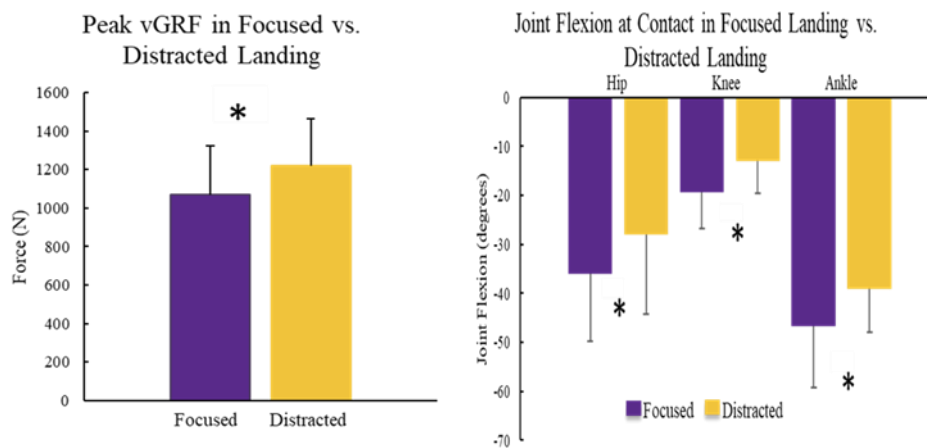 Peak vGRF in Focused vs.
Distracted Landing
1600
1400
1200
1000
800
600
400
200
0
Force (N)
*
Focused Distracted
Joint Flexion at Contact in Focused Landing vs.
Distracted Landing
Hip Knee Ankle
0
-10
-20
-30
-40
-50
-60
-70
Joint Flexion (degrees)
*
*
*
Focused Distracted